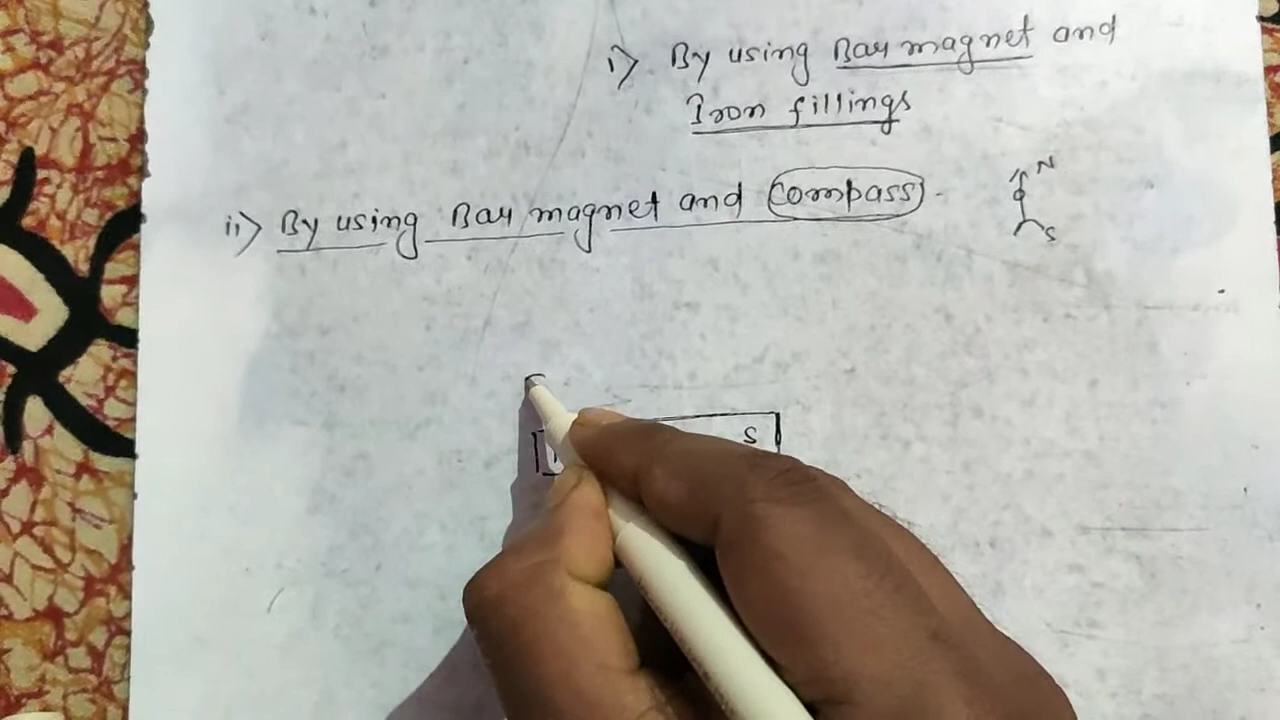 i) By using Bar magnet and
Iron fillings
ii) By using Bar magnet and compass.
N
S
S